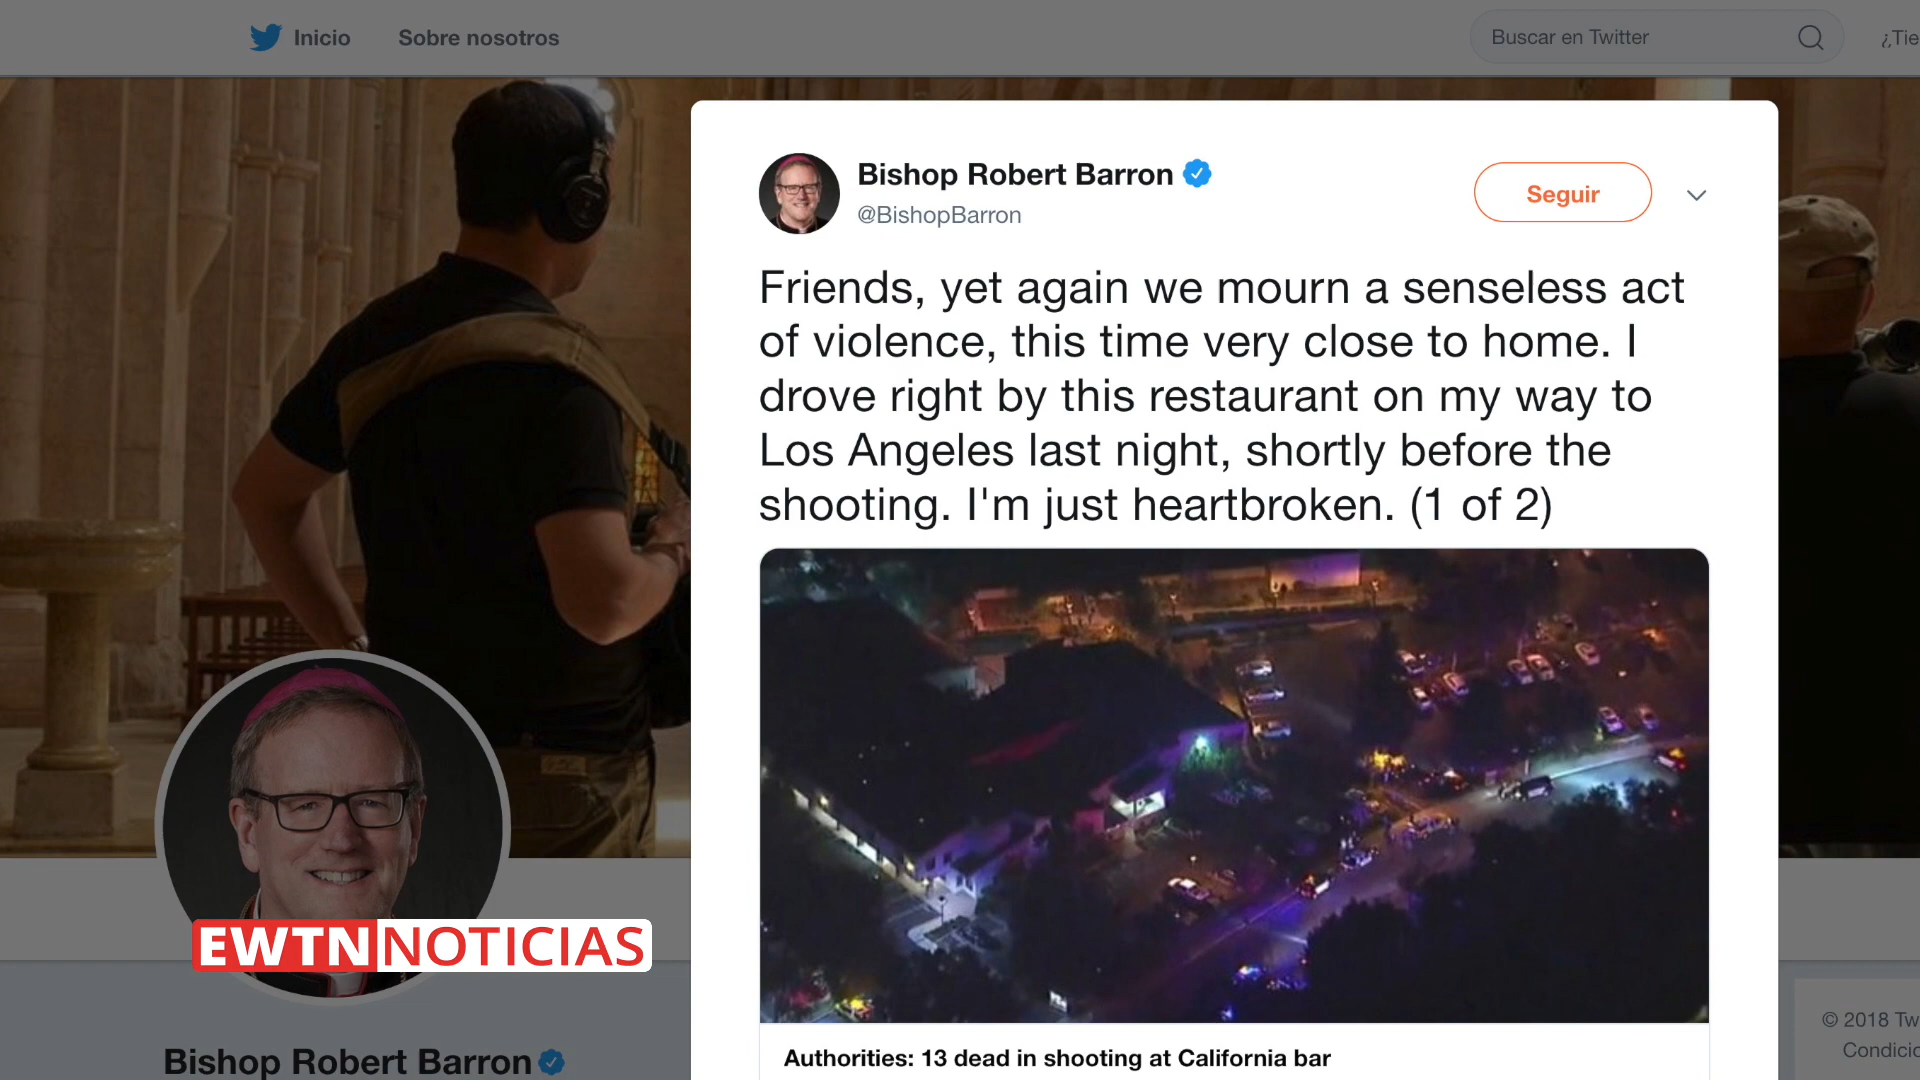 Inicio
Sobre nosotros
Buscar en Twitter
¿Tie
Bishop Robert Barron
@BishopBarron
Seguir
Friends, yet again we mourn a senseless act
of violence, this time very close to home. I
drove right by this restaurant on my way to
Los Angeles last night, shortly before the
shooting. I'm just heartbroken. (1 of 2)
Authorities: 13 dead in shooting at California bar
EWTN NOTICIAS
Bishop Robert Barron
© 2018 Tw
Condicio